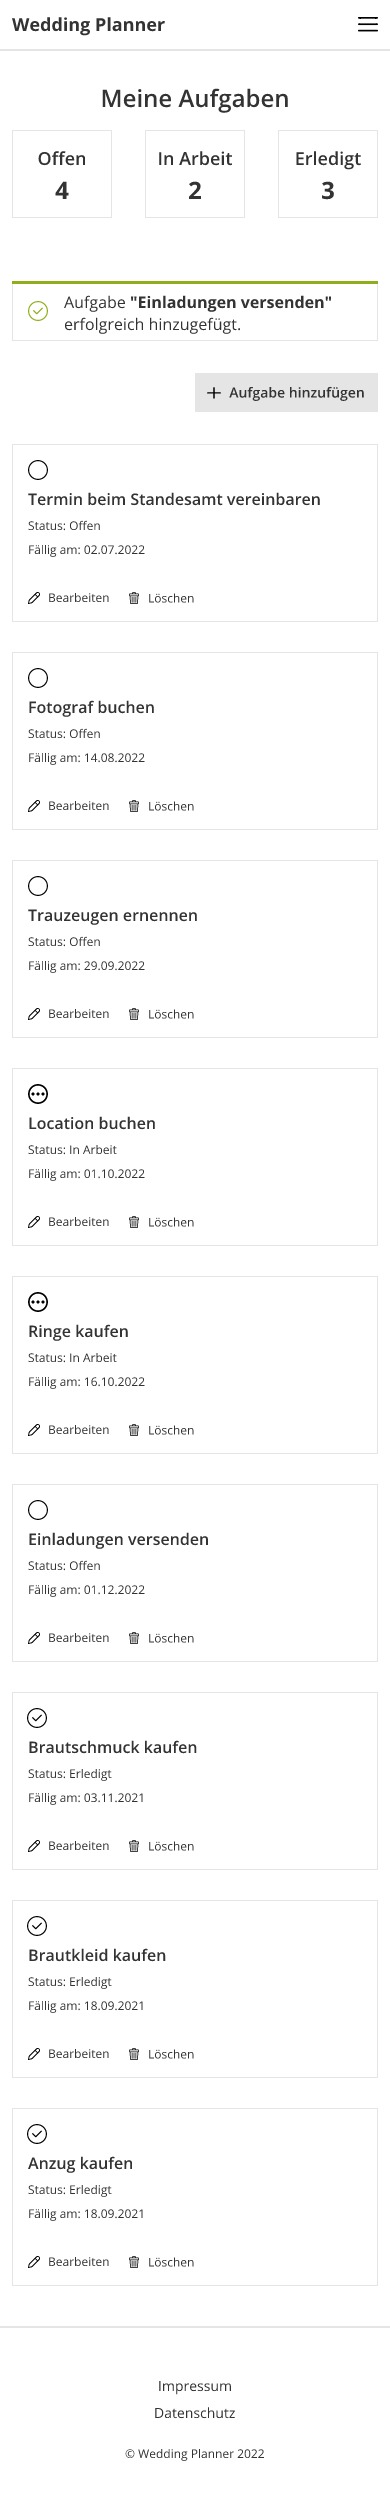 Wedding Planner
Meine Aufgaben
Offen
4
In Arbeit
2
Erledigt
3
Aufgabe "Einladungen versenden"
erfolgreich hinzugefügt.
Aufgabe hinzufügen
Termin beim Standesamt vereinbaren
Status: Offen
Fällig am: 02.07.2022
Bearbeiten Löschen
Fotograf buchen
Status: Offen
Fällig am: 14.08.2022
Bearbeiten Löschen
Trauzeugen ernennen
Status: Offen
Fällig am: 29.09.2022
Bearbeiten Löschen
Location buchen
Status: In Arbeit
Fällig am: 01.10.2022
Bearbeiten Löschen
Ringe kaufen
Status: In Arbeit
Fällig am: 16.10.2022
Bearbeiten Löschen
Einladungen versenden
Status: Offen
Fällig am: 01.12.2022
Bearbeiten Löschen
Brautschmuck kaufen
Status: Erledigt
Fällig am: 03.11.2021
Bearbeiten Löschen
Brautkleid kaufen
Status: Erledigt
Fällig am: 18.09.2021
Bearbeiten Löschen
Anzug kaufen
Status: Erledigt
Fällig am: 18.09.2021
Bearbeiten Löschen
Impressum
Datenschutz
© Wedding Planner 2022